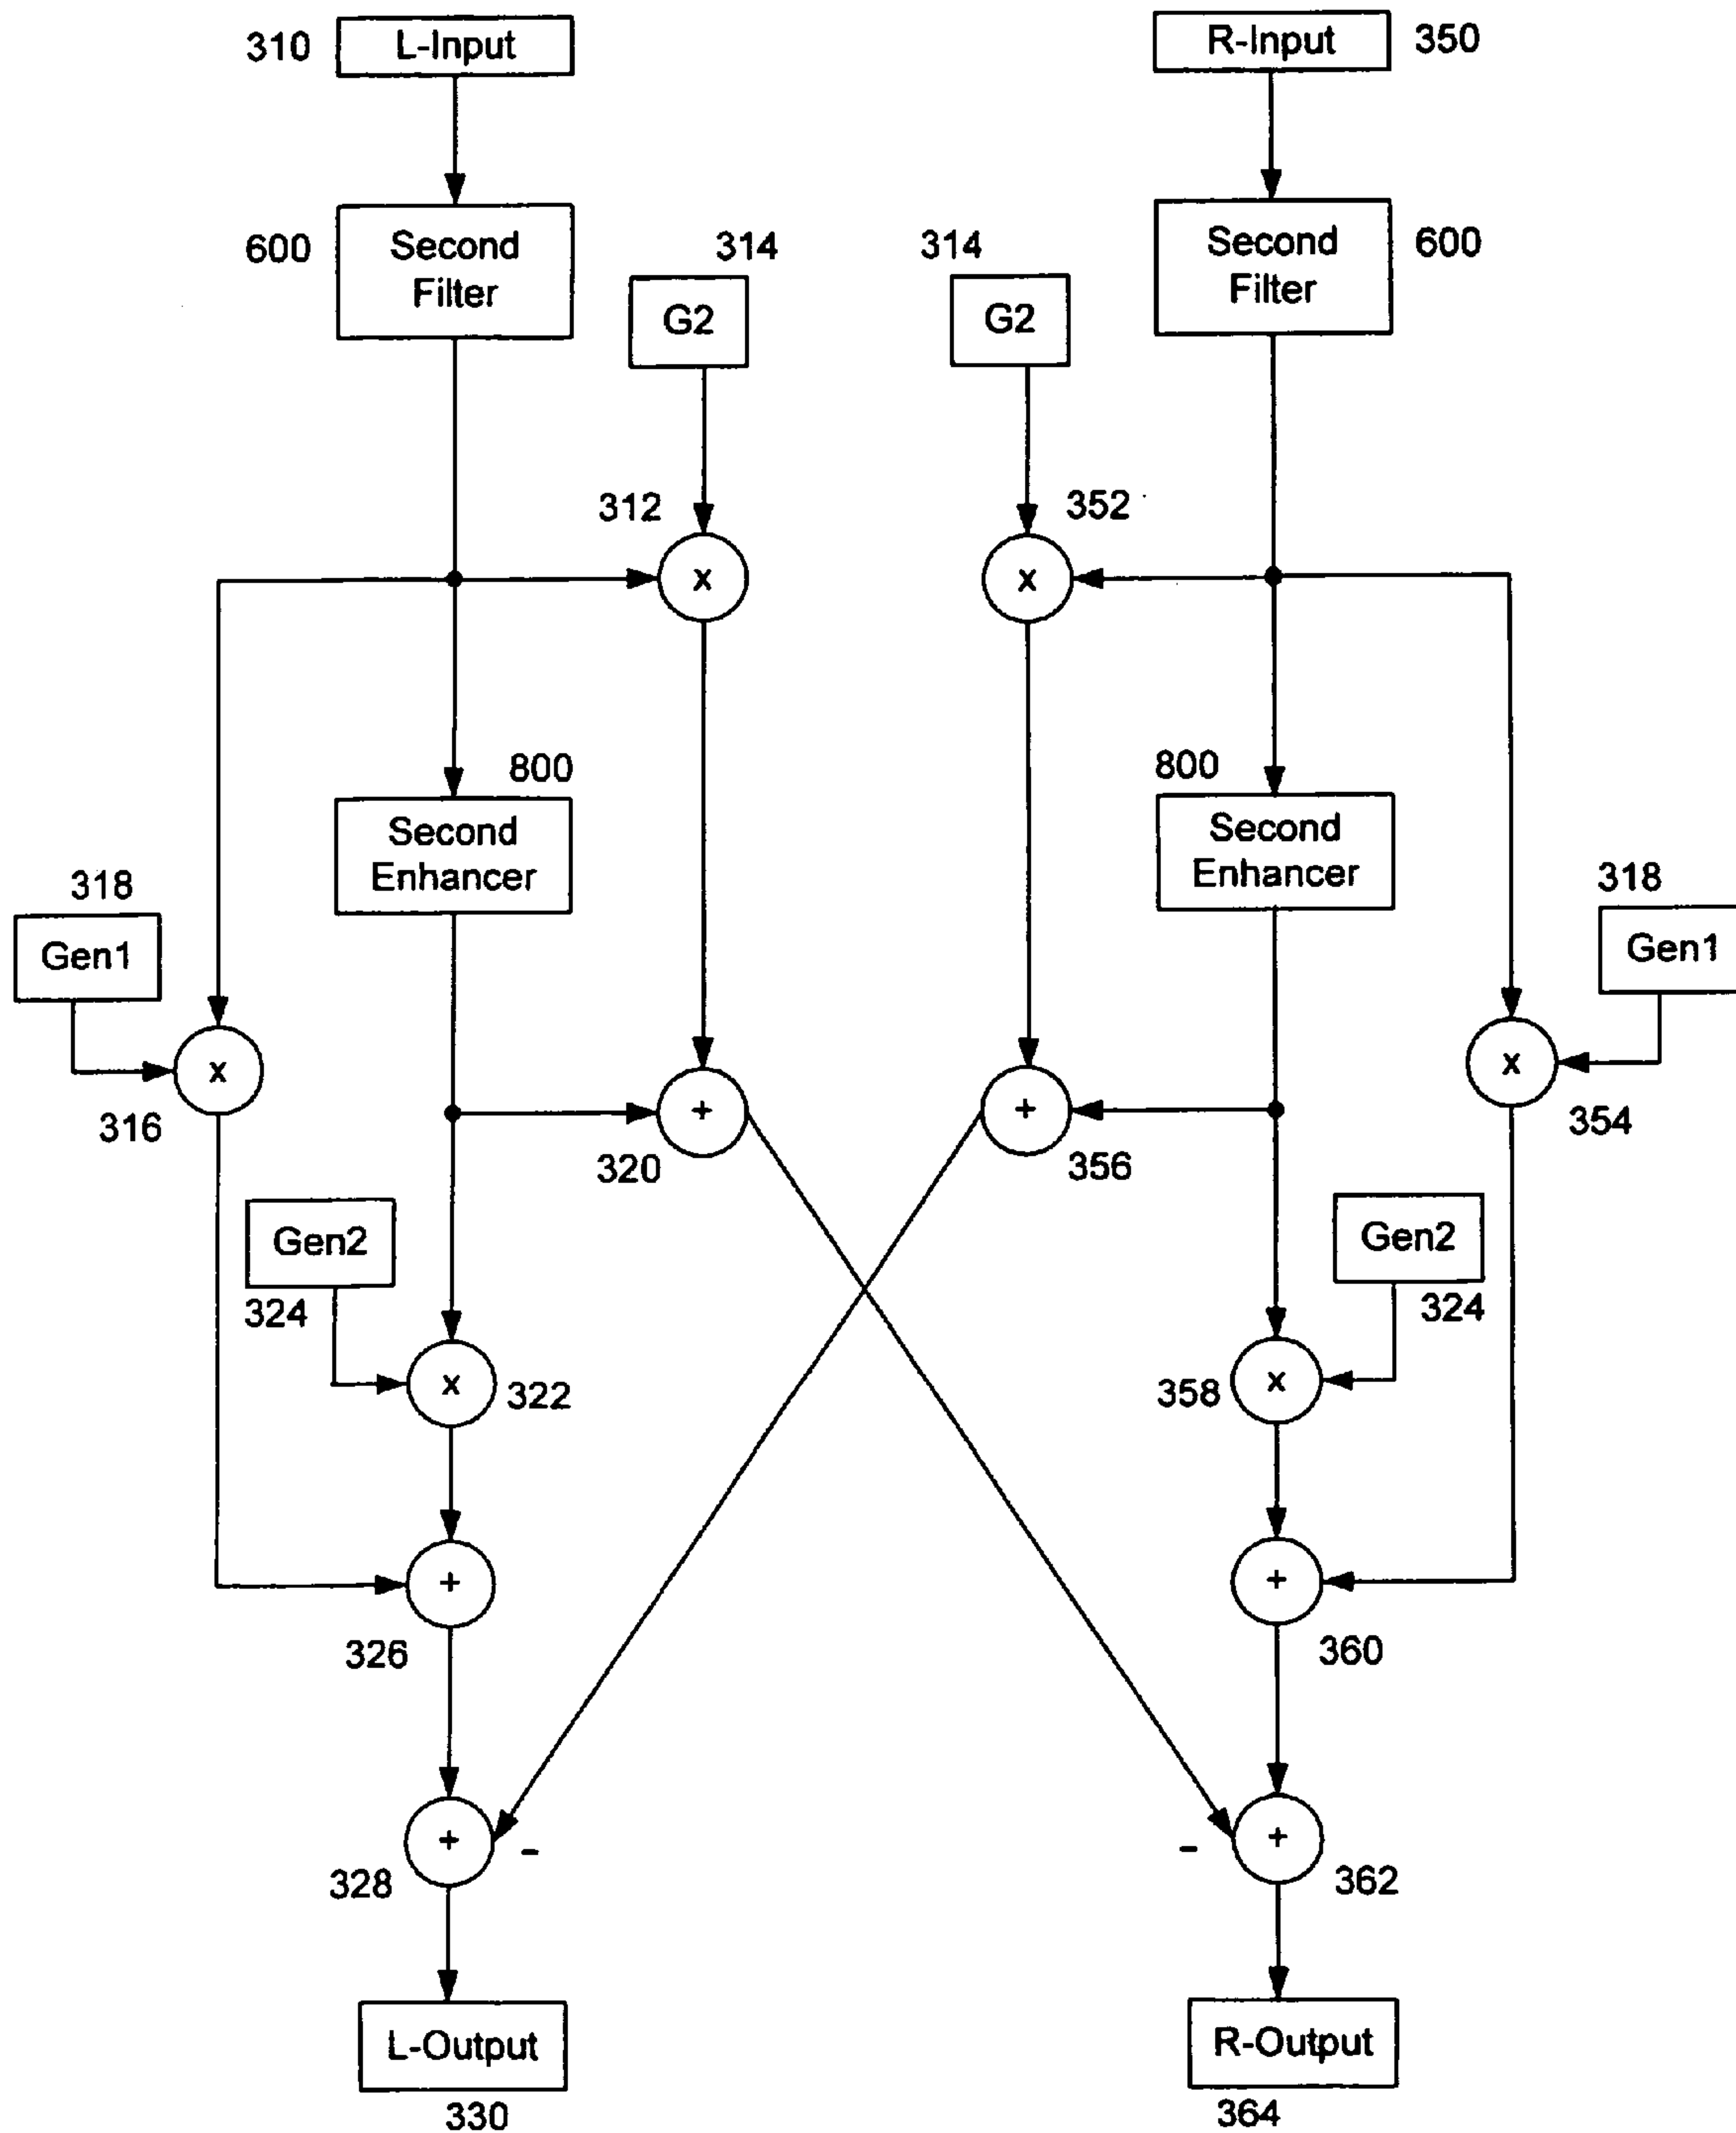 310 L-Input R-Input 350
600 Second Filter 314 G2 314 G2 Second Filter 600
312 x x 352
800 Second Enhancer 800 Second Enhancer
318 Gen1 318 Gen1
x 316 x 354
+ 320 + 356
Gen2 324 Gen2 324
x 322 358 x
+ 326 + 360
+ - 328 - + 362
L-Output 330 R-Output 364